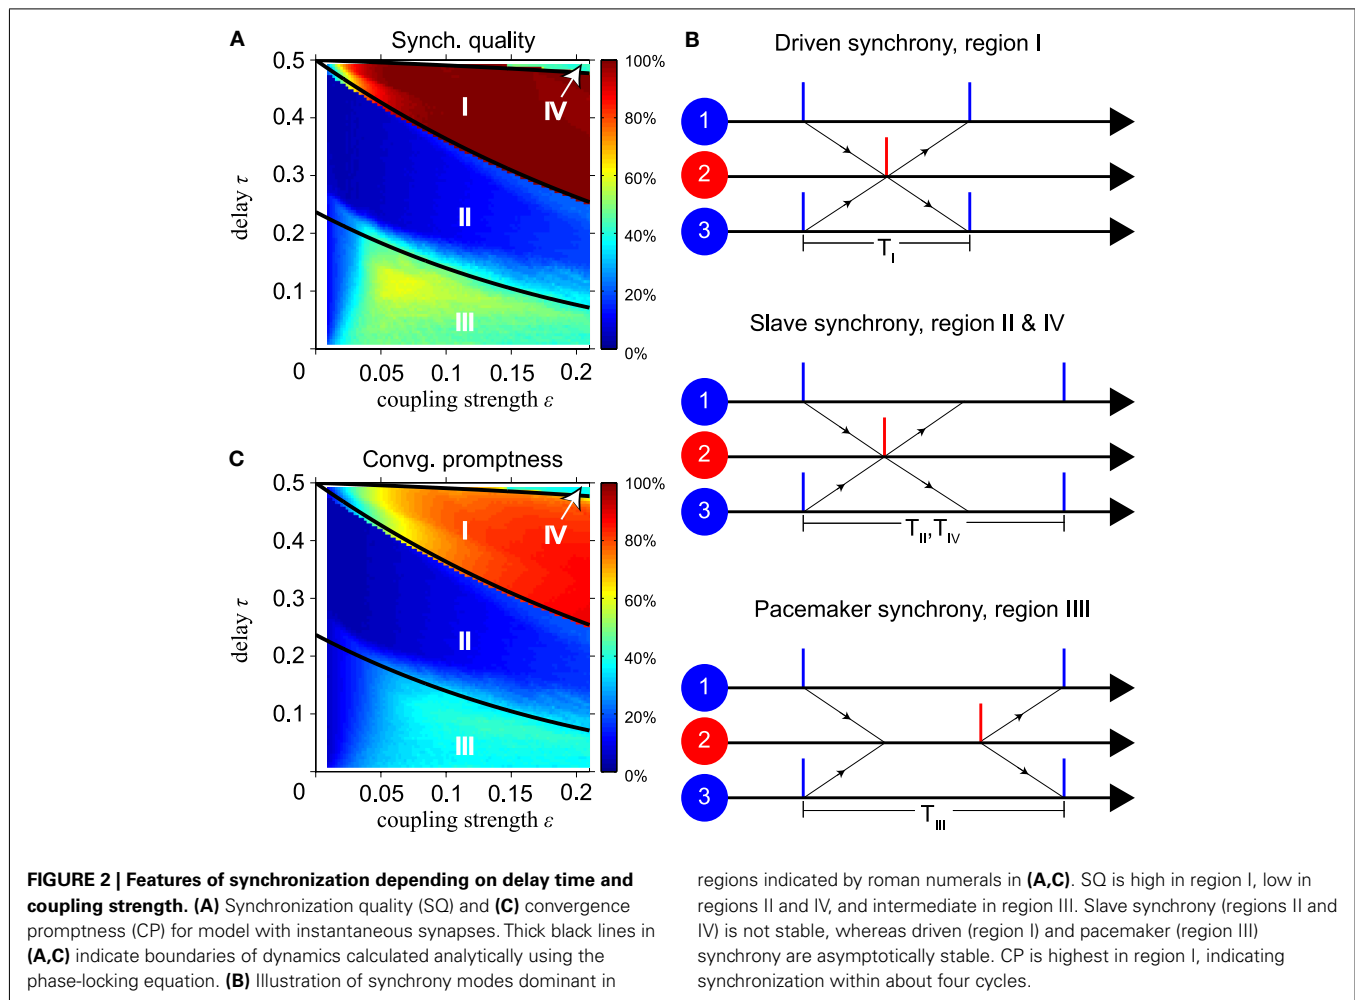 A
Synch. quality
0.5
0.4
0.3
0.2
0.1
0
0.05
0.1
0.15
0.2
delay τ
coupling strength ε
I
II
III
IV
100%
80%
60%
40%
20%
0%
B
Driven synchrony, region I
1
2
3
T_I
Slave synchrony, region II & IV
1
2
3
T_II,T_IV
Pacemaker synchrony, region IIII
1
2
3
T_III
C
Convg. promptness
0.5
0.4
0.3
0.2
0.1
0
0.05
0.1
0.15
0.2
delay τ
coupling strength ε
I
II
III
IV
100%
80%
60%
40%
20%
0%
FIGURE 2 | Features of synchronization depending on delay time and
coupling strength. (A) Synchronization quality (SQ) and (C) convergence
promptness (CP) for model with instantaneous synapses. Thick black lines in
(A,C) indicate boundaries of dynamics calculated analytically using the
phase-locking equation. (B) Illustration of synchrony modes dominant in
regions indicated by roman numerals in (A,C). SQ is high in region I, low in
regions II and IV, and intermediate in region III. Slave synchrony (regions II and
IV) is not stable, whereas driven (region I) and pacemaker (region III)
synchrony are asymptotically stable. CP is highest in region I, indicating
synchronization within about four cycles.